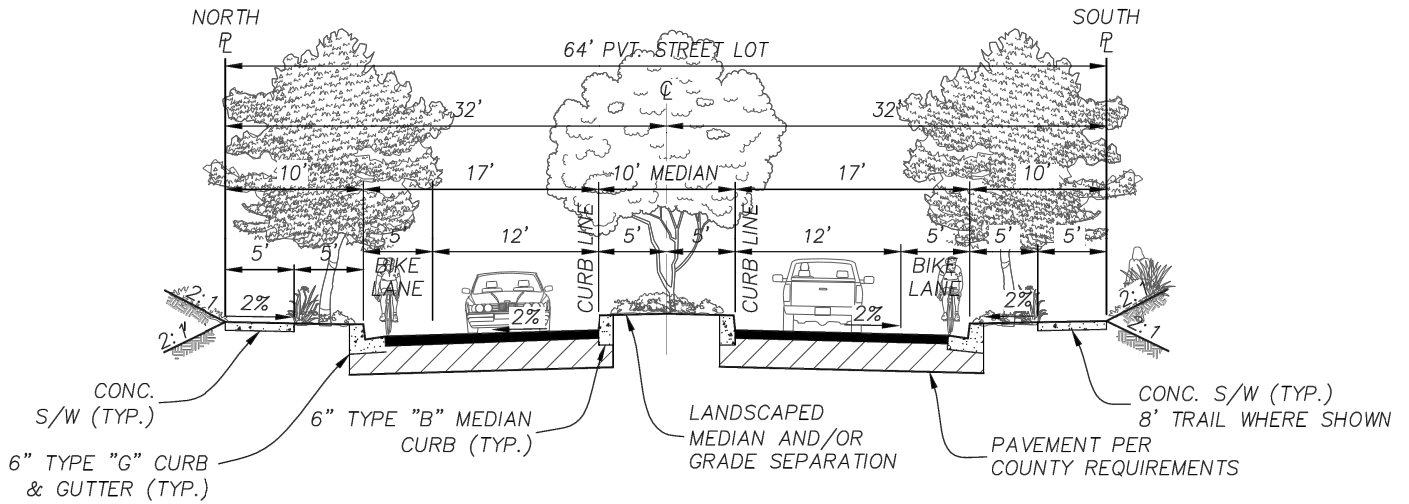 NORTH
PL
SOUTH
PL
64' PVT. STREET LOT
CL
32'
32'
10'
17'
10' MEDIAN
17'
10'
5'
5'
5'
12'
5'
5'
12'
5'
5'
5'
BIKE
LANE
CURB LINE
CURB LINE
BIKE
LANE
2:1
2:1
2%
2%
2%
2%
2:1
2:1
CONC.
S/W (TYP.)
6" TYPE "G" CURB
& GUTTER (TYP.)
6" TYPE "B" MEDIAN
CURB (TYP.)
LANDSCAPED
MEDIAN AND/OR
GRADE SEPARATION
PAVEMENT PER
COUNTY REQUIREMENTS
CONC. S/W (TYP.)
8' TRAIL WHERE SHOWN